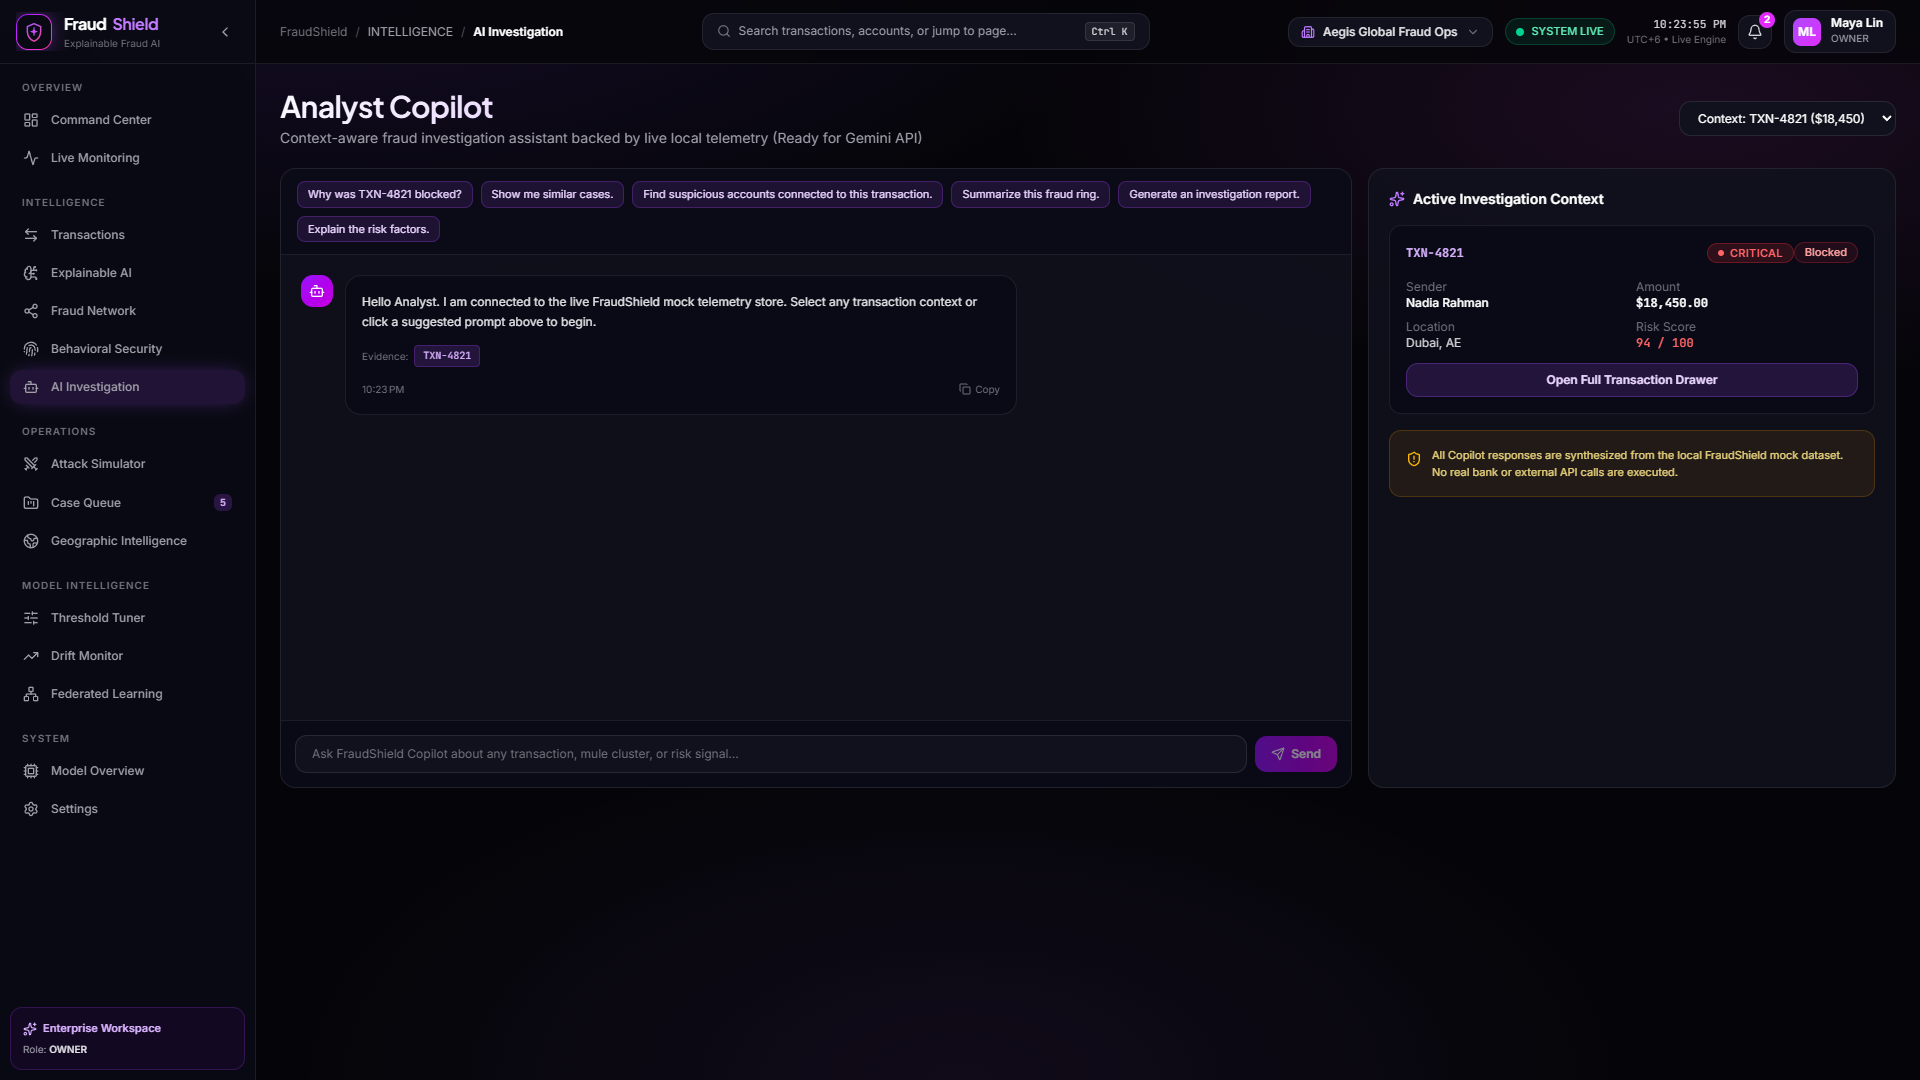 Fraud Shield
Explainable Fraud AI
OVERVIEW
Command Center
Live Monitoring
INTELLIGENCE
Transactions
Explainable AI
Fraud Network
Behavioral Security
AI Investigation
OPERATIONS
Attack Simulator
Case Queue 5
Geographic Intelligence
MODEL INTELLIGENCE
Threshold Tuner
Drift Monitor
Federated Learning
SYSTEM
Model Overview
Settings
Enterprise Workspace
Role: OWNER
FraudShield / INTELLIGENCE / AI Investigation
Search transactions, accounts, or jump to page... Ctrl K
Aegis Global Fraud Ops
SYSTEM LIVE
10:23:55 PM
UTC+6 • Live Engine
2
ML
Maya Lin
OWNER
Analyst Copilot
Context-aware fraud investigation assistant backed by live local telemetry (Ready for Gemini API)
Context: TXN-4821 ($18,450)
Why was TXN-4821 blocked? Show me similar cases. Find suspicious accounts connected to this transaction. Summarize this fraud ring. Generate an investigation report.
Explain the risk factors.
Hello Analyst. I am connected to the live FraudShield mock telemetry store. Select any transaction context or
click a suggested prompt above to begin.
Evidence: TXN-4821
10:23 PM Copy
Ask FraudShield Copilot about any transaction, mule cluster, or risk signal...
Send
Active Investigation Context
TXN-4821 CRITICAL Blocked
Sender Amount
Nadia Rahman $18,450.00
Location Risk Score
Dubai, AE 94 / 100
Open Full Transaction Drawer
All Copilot responses are synthesized from the local FraudShield mock dataset.
No real bank or external API calls are executed.